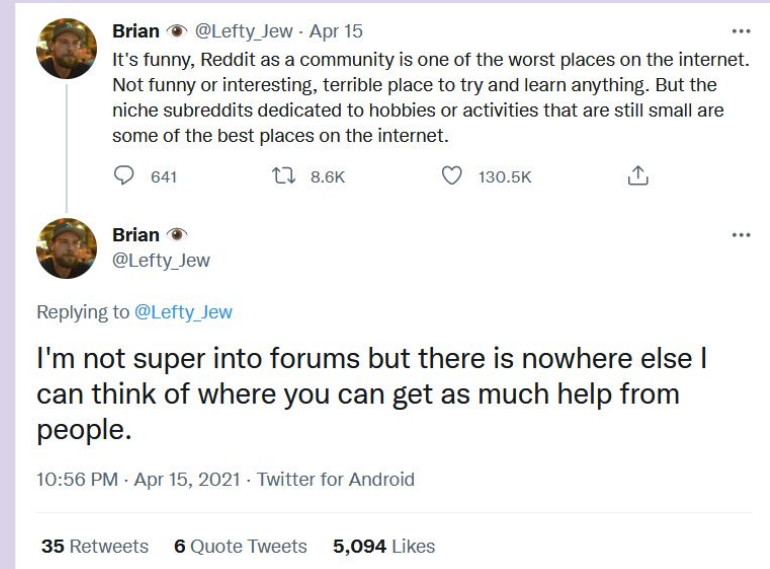 Brian 👁 @Lefty_Jew · Apr 15
It's funny, Reddit as a community is one of the worst places on the internet.
Not funny or interesting, terrible place to try and learn anything. But the
niche subreddits dedicated to hobbies or activities that are still small are
some of the best places on the internet.
641 8.6K 130.5K
Brian 👁
@Lefty_Jew
Replying to @Lefty_Jew
I'm not super into forums but there is nowhere else I
can think of where you can get as much help from
people.
10:56 PM · Apr 15, 2021 · Twitter for Android
35 Retweets 6 Quote Tweets 5,094 Likes